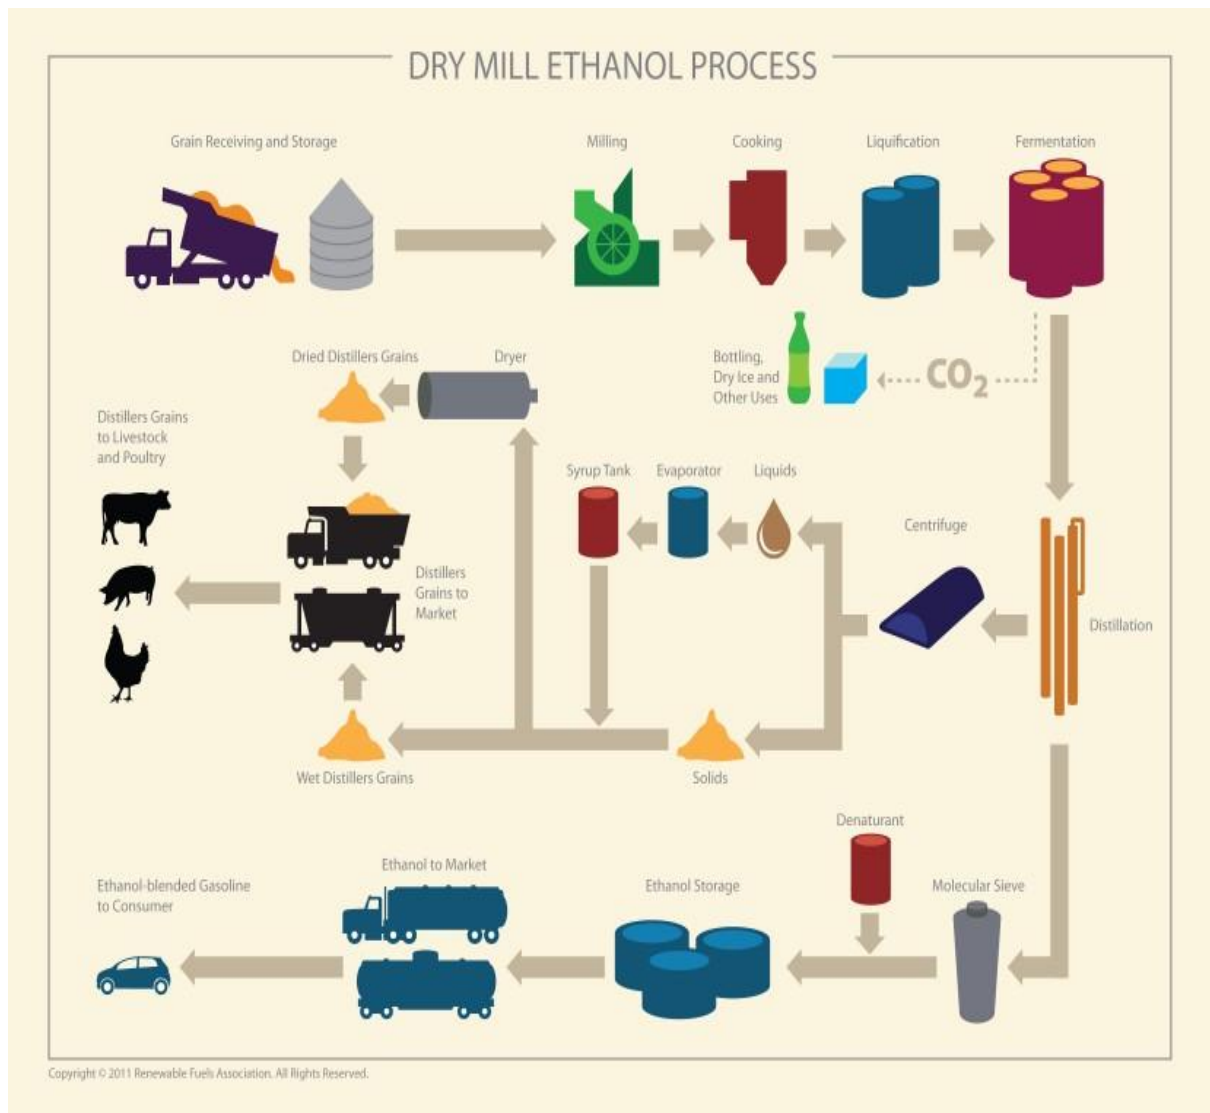 DRY MILL ETHANOL PROCESS
Grain Receiving and Storage
Milling
Cooking
Liquification
Fermentation
Dried Distillers Grains
Dryer
Bottling,
Dry Ice and
Other Uses
CO2
Distillers Grains
to Livestock
and Poultry
Syrup Tank
Evaporator
Liquids
Centrifuge
Distillers
Grains to
Market
Distillation
Wet Distillers Grains
Solids
Denaturant
Ethanol-blended Gasoline
to Consumer
Ethanol to Market
Ethanol Storage
Molecular Sieve
Copyright © 2011 Renewable Fuels Association. All Rights Reserved.